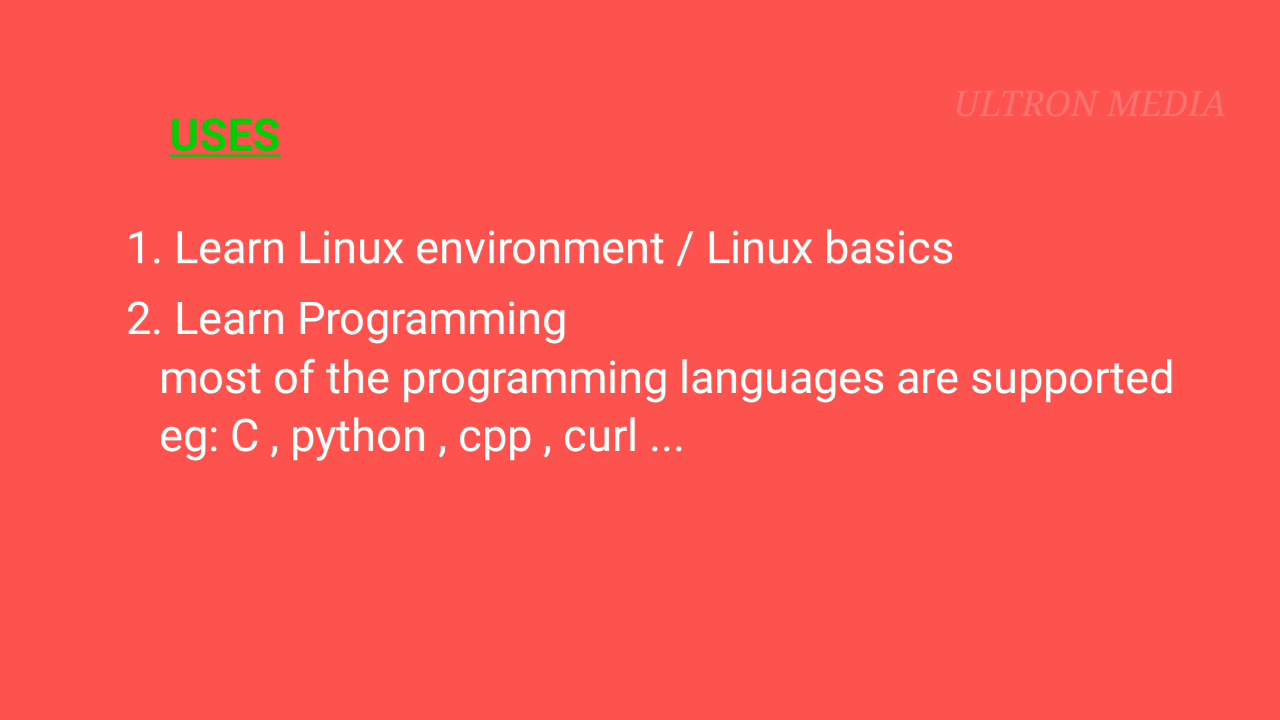 ULTRON MEDIA
USES
1. Learn Linux environment / Linux basics
2. Learn Programming
most of the programming languages are supported
eg: C , python , cpp , curl ...